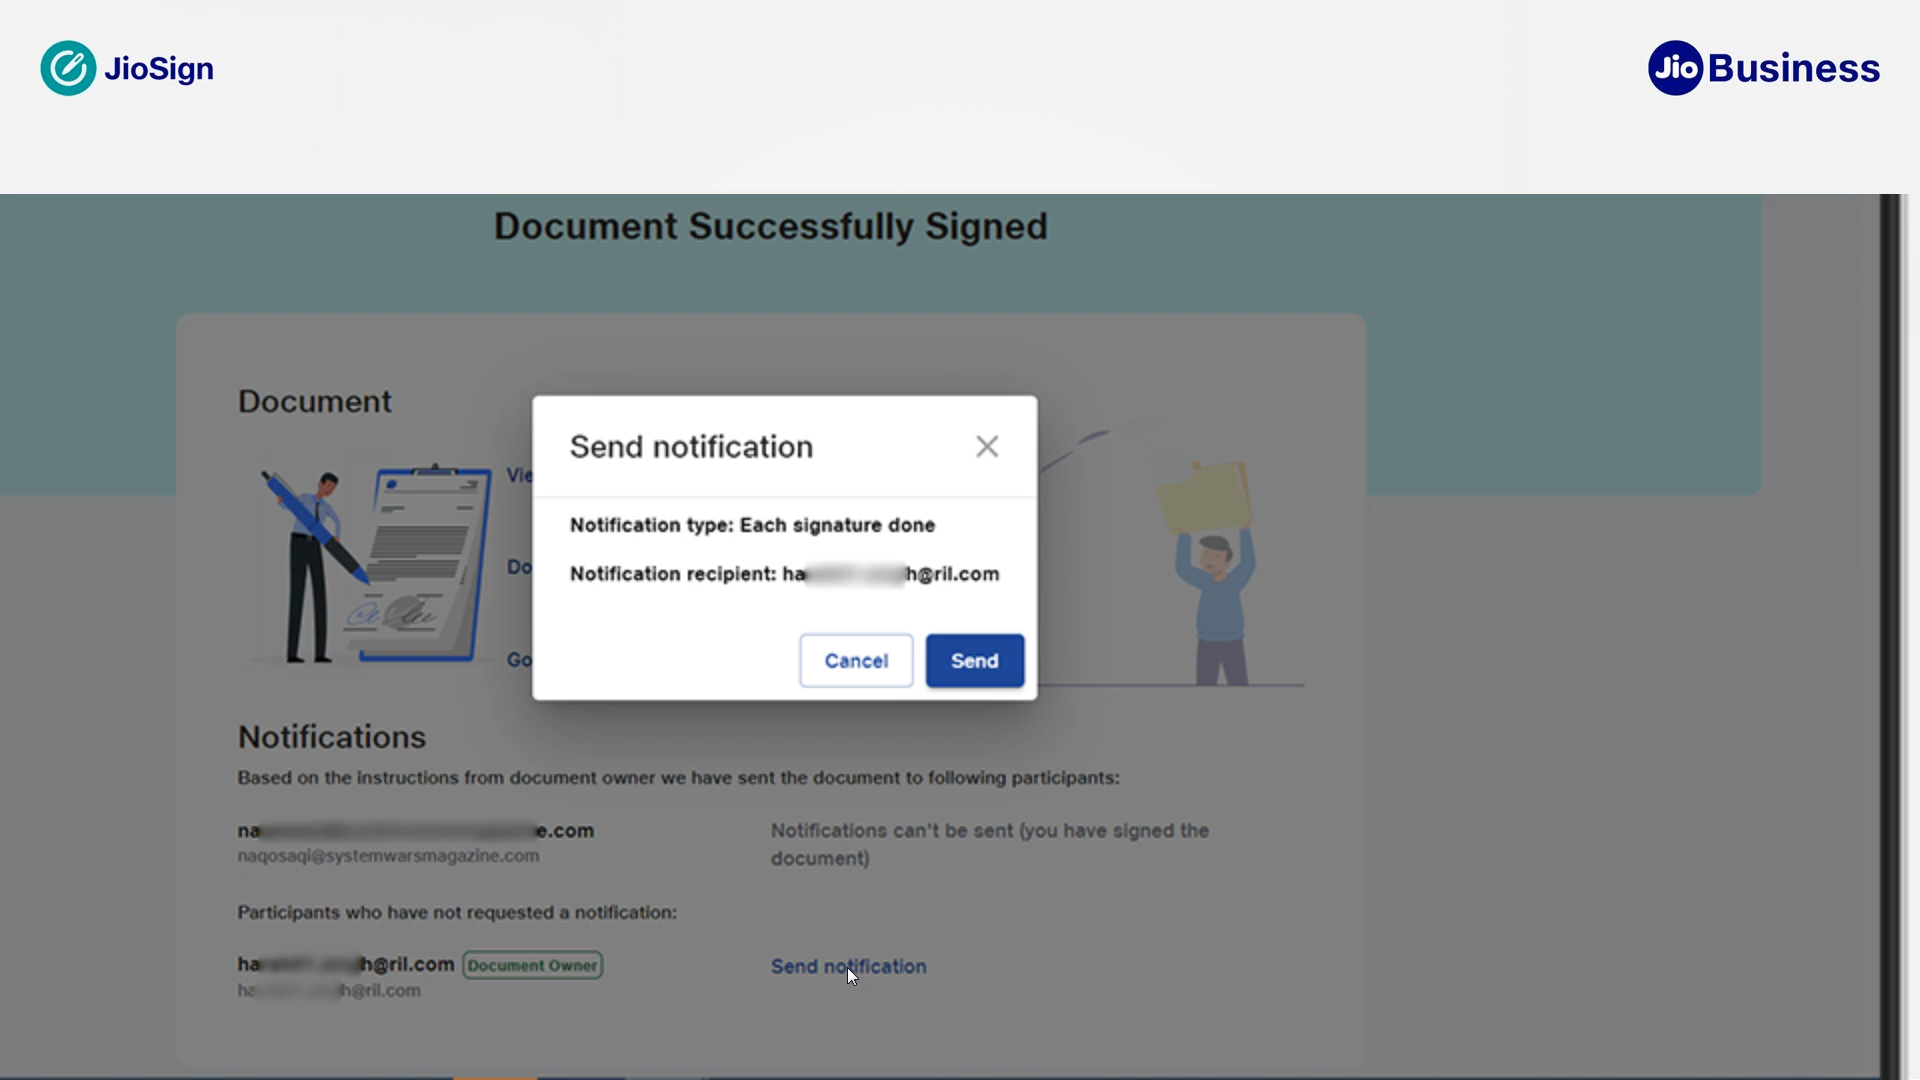 JioSign
Jio Business
Document Successfully Signed
Document
Vie
Do
Go
Send notification
Notification type: Each signature done
Notification recipient: ha h@ril.com
Cancel
Send
Notifications
Based on the instructions from document owner we have sent the document to following participants:
na e.com
naqosaqi@systemwarsmagazine.com
Notifications can't be sent (you have signed the
document)
Participants who have not requested a notification:
ha h@ril.com Document Owner
ha h@ril.com
Send notification